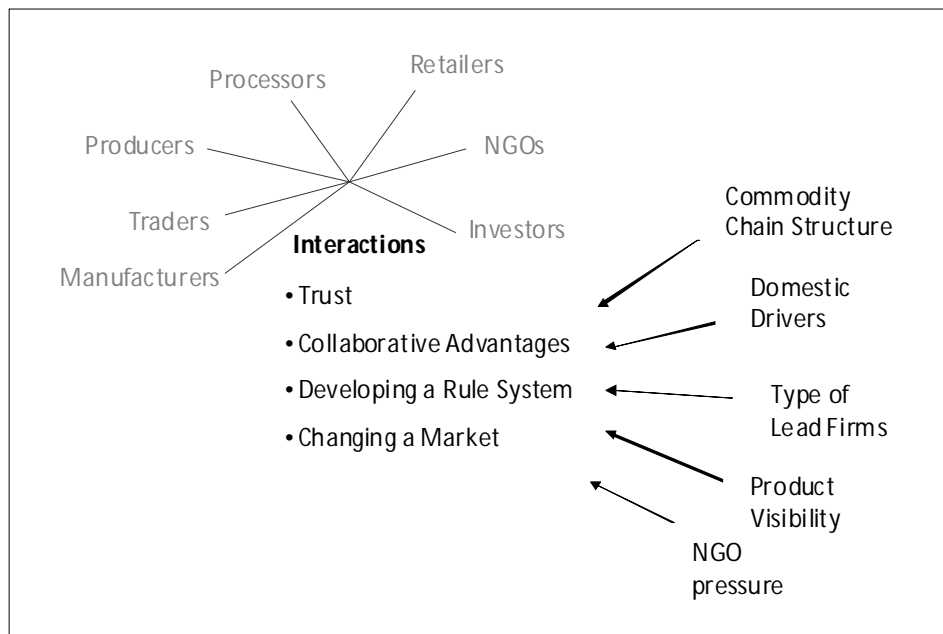 Retailers
Processors
Producers
NGOs
Traders
Investors
Manufacturers
Interactions
• Trust
• Collaborative Advantages
• Developing a Rule System
• Changing a Market
Commodity
Chain Structure
Domestic
Drivers
Type of
Lead Firms
Product
Visibility
NGO
pressure